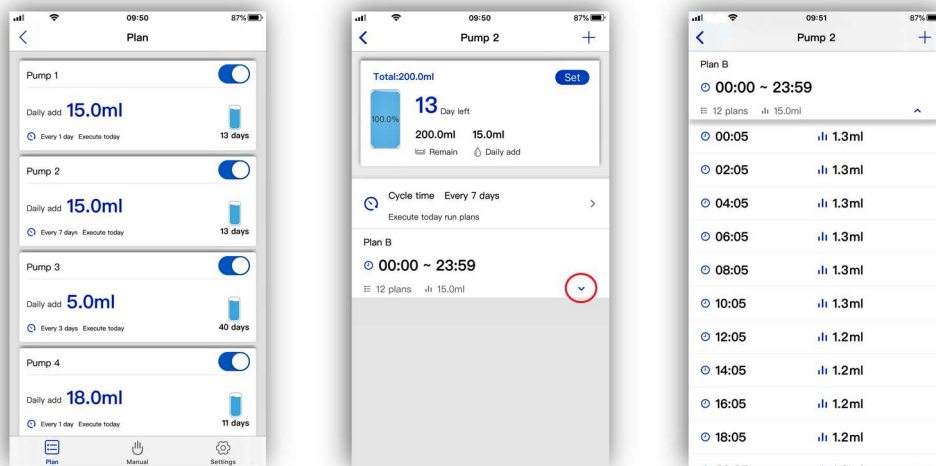 09:50
87%
Plan
Pump 1
Daily add 15.0ml
Every 1 day Execute today
13 days
Pump 2
Daily add 15.0ml
Every 7 days Execute today
13 days
Pump 3
Daily add 5.0ml
Every 3 days Execute today
40 days
Pump 4
Daily add 18.0ml
Every 1 day Execute today
11 days
Plan Manual Settings
09:50
87%
Pump 2
Total:200.0ml
Set
100.0%
13 Day left
200.0ml 15.0ml
Remain Daily add
Cycle time Every 7 days
Execute today run plans
Plan B
00:00 ~ 23:59
12 plans 15.0ml
09:51
87%
Pump 2
Plan B
00:00 ~ 23:59
12 plans 15.0ml
00:05 1.3ml
02:05 1.3ml
04:05 1.3ml
06:05 1.3ml
08:05 1.3ml
10:05 1.3ml
12:05 1.2ml
14:05 1.2ml
16:05 1.2ml
18:05 1.2ml